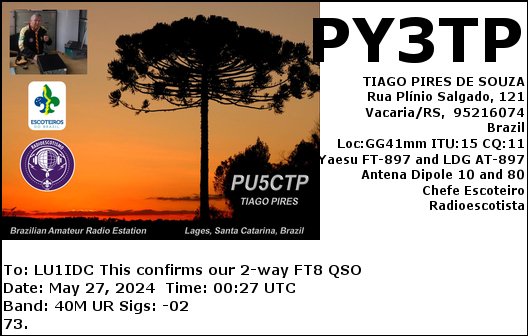 PY3TP
TIAGO PIRES DE SOUZA
Rua Plínio Salgado, 121
Vacaria/RS, 95216074
Brazil
Loc:GG41mm ITU:15 CQ:11
Yaesu FT-897 and LDG AT-897
Antena Dipole 10 and 80
Chefe Escoteiro
Radioescotista
ESCOTEIROS
DO BRASIL
RADIOESCOTISMO
PU5CTP
TIAGO PIRES
Brazilian Amateur Radio Estation
Lages, Santa Catarina, Brazil
To: LU1IDC This confirms our 2-way FT8 QSO
Date: May 27, 2024 Time: 00:27 UTC
Band: 40M UR Sigs: -02
73.